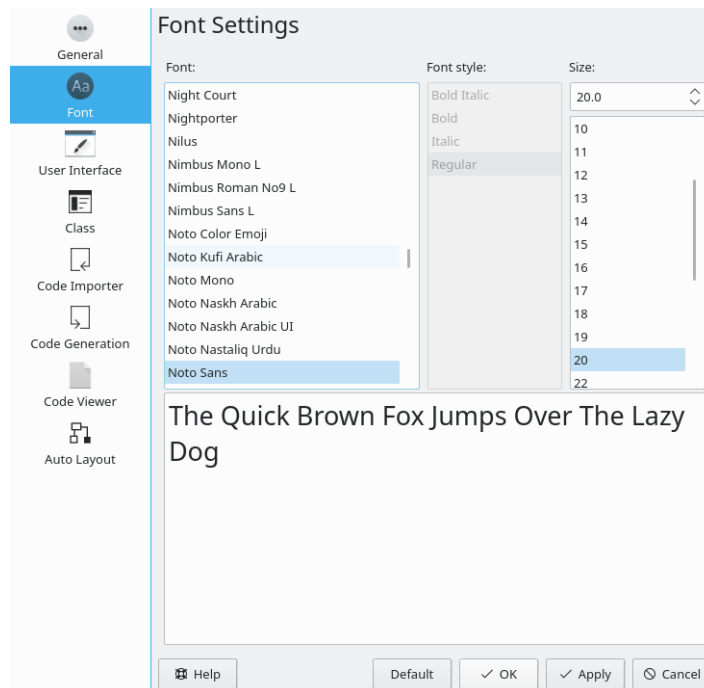 Font Settings
General
Aa
Font
User Interface
Class
Code Importer
Code Generation
Code Viewer
Auto Layout
Font:
Night Court
Nightporter
Nilus
Nimbus Mono L
Nimbus Roman No9 L
Nimbus Sans L
Noto Color Emoji
Noto Kufi Arabic
Noto Mono
Noto Naskh Arabic
Noto Naskh Arabic UI
Noto Nastaliq Urdu
Noto Sans
Font style:
Bold Italic
Bold
Italic
Regular
Size:
20.0
10
11
12
13
14
15
16
17
18
19
20
22
The Quick Brown Fox Jumps Over The Lazy
Dog
Help
Default
OK
Apply
Cancel